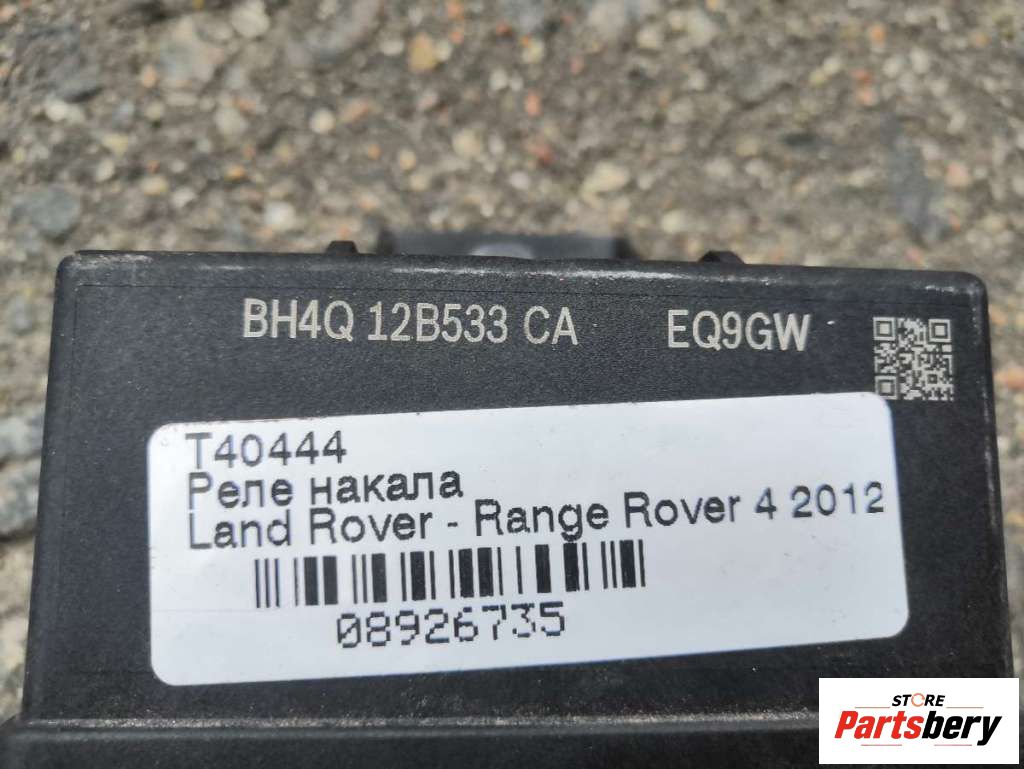 BH4Q 12B533 CA EQ9GW
T40444
Реле накала
Land Rover - Range Rover 4 2012
08926735
STORE
Partsbery